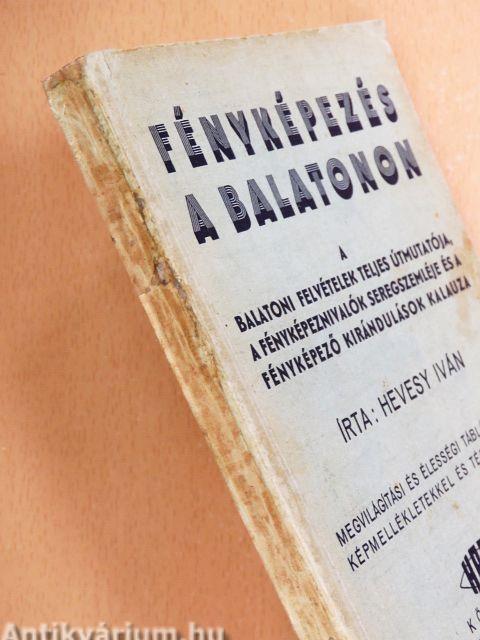 FÉNYKÉPEZÉS
A BALATONON
A
BALATONI FELVÉTELEK TELJES ÚTMUTATÓJA,
A FÉNYKÉPEZNIVALÓK SEREGSZEMLÉJE ÉS A
FÉNYKÉPEZŐ KIRÁNDULÁSOK KALAUZA
ÍRTA: HEVESY IVÁN
MEGVILÁGÍTÁSI ÉS ÉLESSÉGI
KÉPMELLÉKLETEKKEL ÉS
Antikvárium.hu